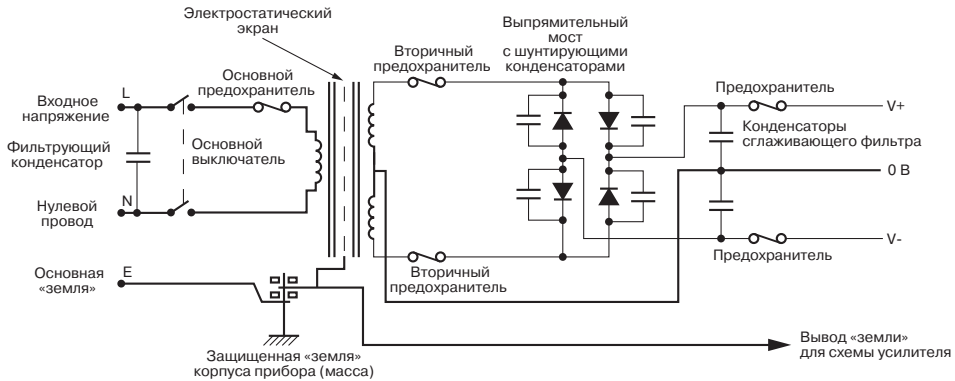 Электростатический
экран
Выпрямительный
мост
с шунтирующими
конденсаторами
Вторичный
предохранитель
Основной
предохранитель
Предохранитель
L
V+
Входное
напряжение
Конденсаторы
сглаживающего фильтра
Фильтрующий
конденсатор
Основной
выключатель
0 В
N
Нулевой
провод
V-
Предохранитель
Вторичный
предохранитель
Основная
«земля»
E
Вывод «земли»
для схемы усилителя
Защищенная «земля»
корпуса прибора (масса)